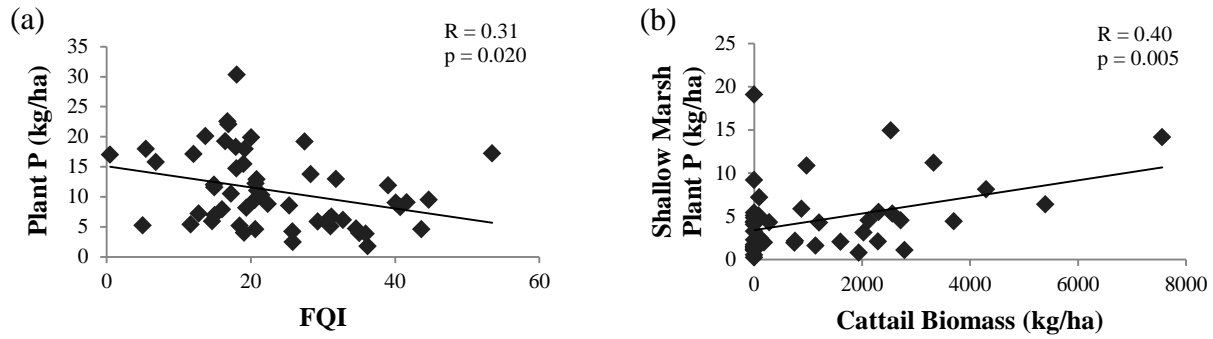 (a)
R = 0.31
p = 0.020
Plant P (kg/ha)
35
30
25
20
15
10
5
0
0 20 40 60
FQI
(b)
R = 0.40
p = 0.005
Shallow Marsh
Plant P (kg/ha)
25
20
15
10
5
0
0 2000 4000 6000 8000
Cattail Biomass (kg/ha)